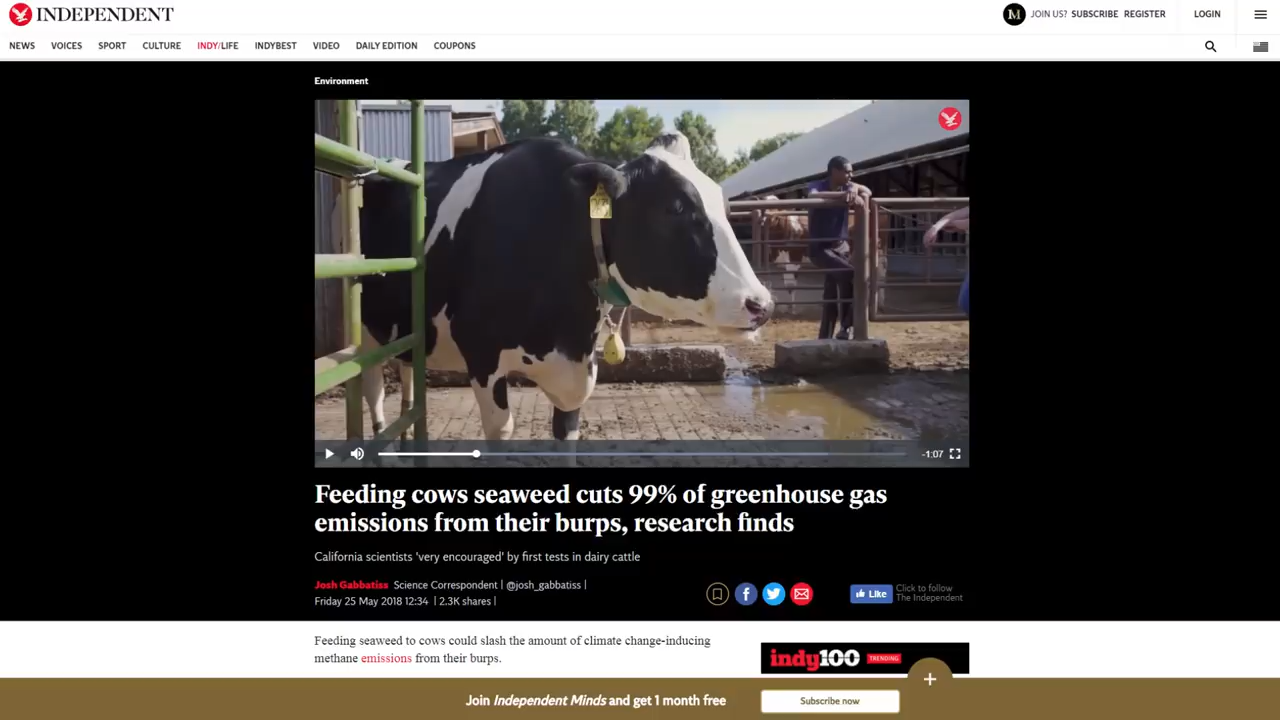 INDEPENDENT
JOIN US? SUBSCRIBE REGISTER LOGIN
NEWS VOICES SPORT CULTURE INDY/LIFE INDYBEST VIDEO DAILY EDITION COUPONS
Environment
-1:07
Feeding cows seaweed cuts 99% of greenhouse gas
emissions from their burps, research finds
California scientists 'very encouraged' by first tests in dairy cattle
Josh Gabbatiss Science Correspondent | @josh_gabbatiss |
Friday 25 May 2018 12:34 | 2.3K shares |
Like
Click to follow
The Independent
Feeding seaweed to cows could slash the amount of climate change-inducing
methane emissions from their burps.
indy100 TRENDING
+
Join Independent Minds and get 1 month free
Subscribe now